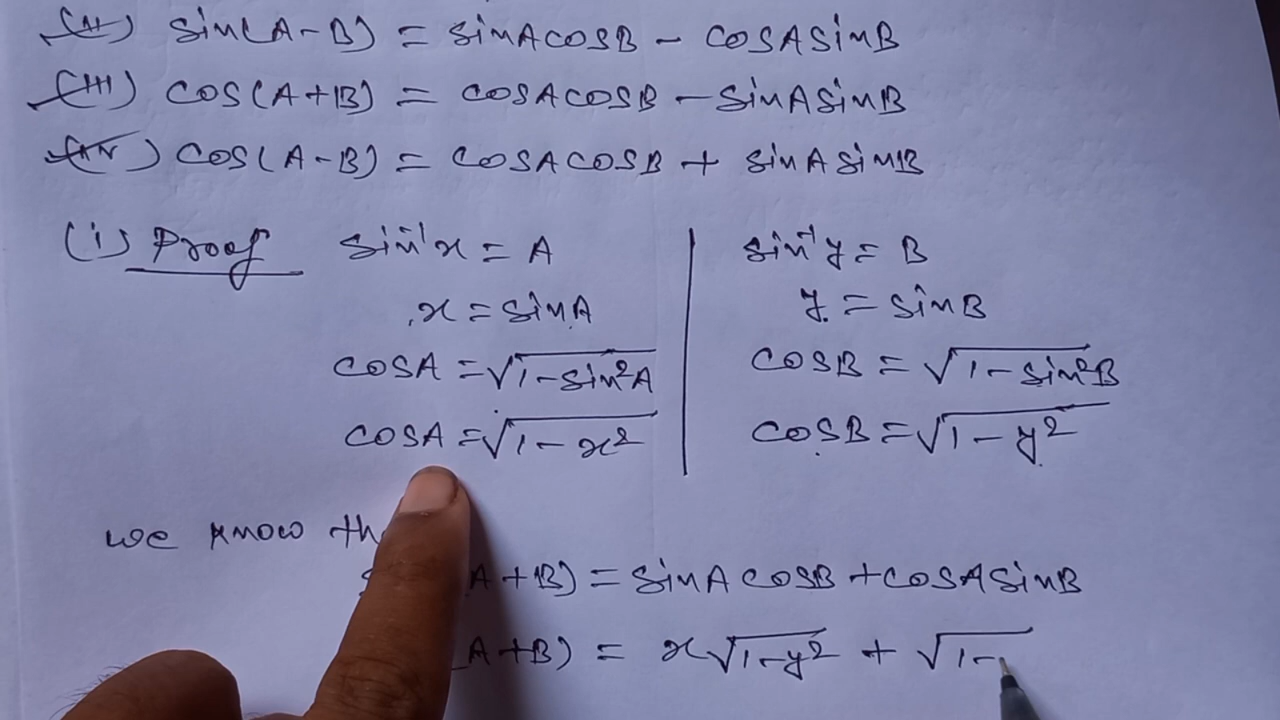 (ii) sin(A-B) = sinAcosB - cosAsinB
(iii) cos(A+B) = cosAcosB - sinAsinB
(iv) cos(A-B) = cosAcosB + sinAsinB
(i) Proof sin⁻¹x = A
x = sinA
cosA = √1-sin²A
cosA = √1-x²
sin⁻¹y = B
y = sinB
cosB = √1-sin²B
cosB = √1-y²
we know
A+B) = sinAcosB + cosAsinB
A+B) = x√1-y² + √1-